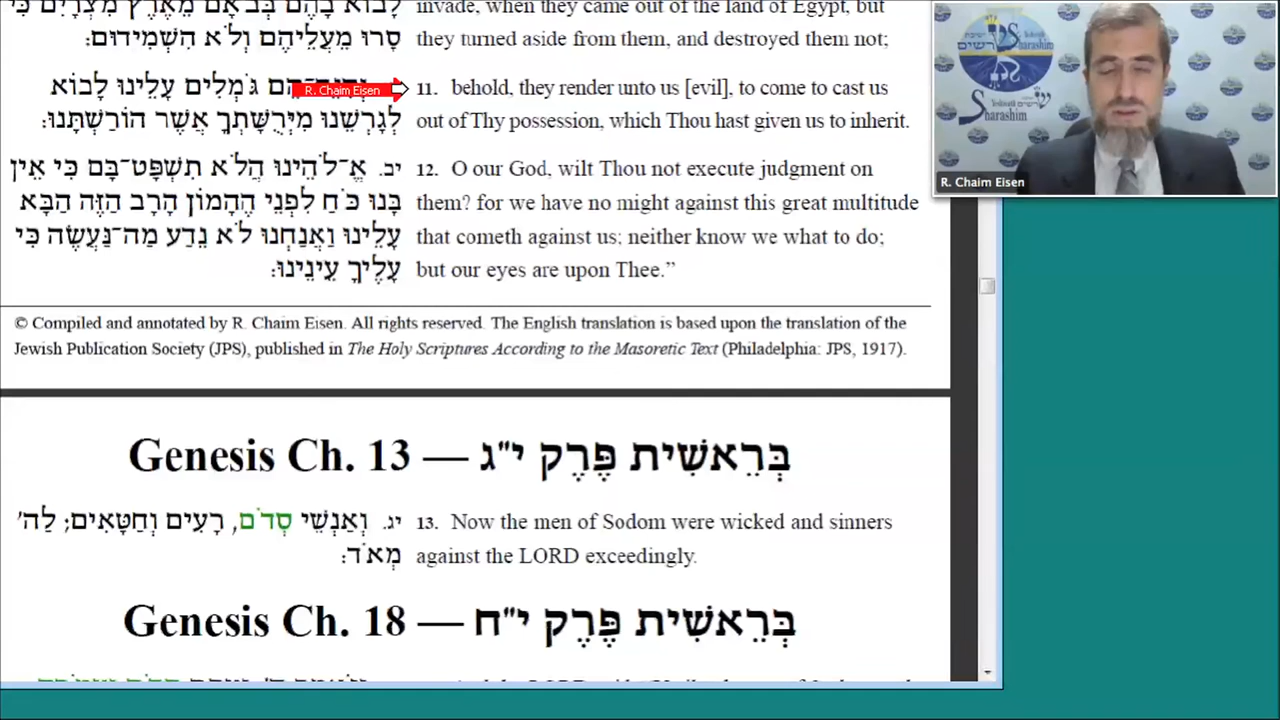 לָבוֹא בָהֶם בְּבֹאָם מֵאֶרֶץ מִצְרַיִם כִּי
סָרוּ מֵעֲלֵיהֶם וְלֹא הִשְׁמִידוּם:
גֹּמְלִים עָלֵינוּ לָבוֹא
לְגָרְשֵׁנוּ מִיְּרֻשָּׁתְךָ אֲשֶׁר הוֹרַשְׁתָּנוּ:
יב. אֱ־לֹהֵינוּ הֲלֹא תִשְׁפָּט־בָּם כִּי אֵין
בָּנוּ כֹּחַ לִפְנֵי הֶהָמוֹן הָרָב הַזֶּה הַבָּא
עָלֵינוּ וַאֲנַחְנוּ לֹא נֵדַע מַה־נַּעֲשֶׂה כִּי
עָלֶיךָ עֵינֵינוּ:
R. Chaim Eisen
invade, when they came out of the land of Egypt, but
they turned aside from them, and destroyed them not;
11. behold, they render unto us [evil], to come to cast us
out of Thy possession, which Thou hast given us to inherit.
12. O our God, wilt Thou not execute judgment on
them? for we have no might against this great multitude
that cometh against us; neither know we what to do;
but our eyes are upon Thee.”
© Compiled and annotated by R. Chaim Eisen. All rights reserved. The English translation is based upon the translation of the
Jewish Publication Society (JPS), published in The Holy Scriptures According to the Masoretic Text (Philadelphia: JPS, 1917).
Genesis Ch. 13 — בְּרֵאשִׁית פֶּרֶק י"ג
יג. וְאַנְשֵׁי סְדֹם, רָעִים וְחַטָּאִים; לַה'
מְאֹד:
13. Now the men of Sodom were wicked and sinners
against the LORD exceedingly.
Genesis Ch. 18 — בְּרֵאשִׁית פֶּרֶק י"ח
שרשים
Sharashim
Sharashim
R. Chaim Eisen